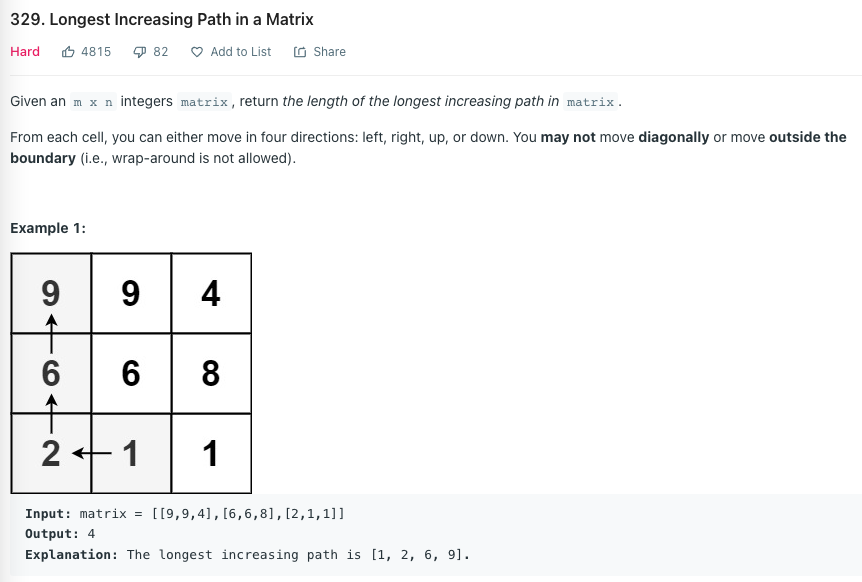 329. Longest Increasing Path in a Matrix
Hard 4815 82 Add to List Share
Given an m x n integers matrix, return the length of the longest increasing path in matrix.
From each cell, you can either move in four directions: left, right, up, or down. You may not move diagonally or move outside the
boundary (i.e., wrap-around is not allowed).
Example 1:
9 9 4
6 6 8
2 1 1
Input: matrix = [[9,9,4],[6,6,8],[2,1,1]]
Output: 4
Explanation: The longest increasing path is [1, 2, 6, 9].